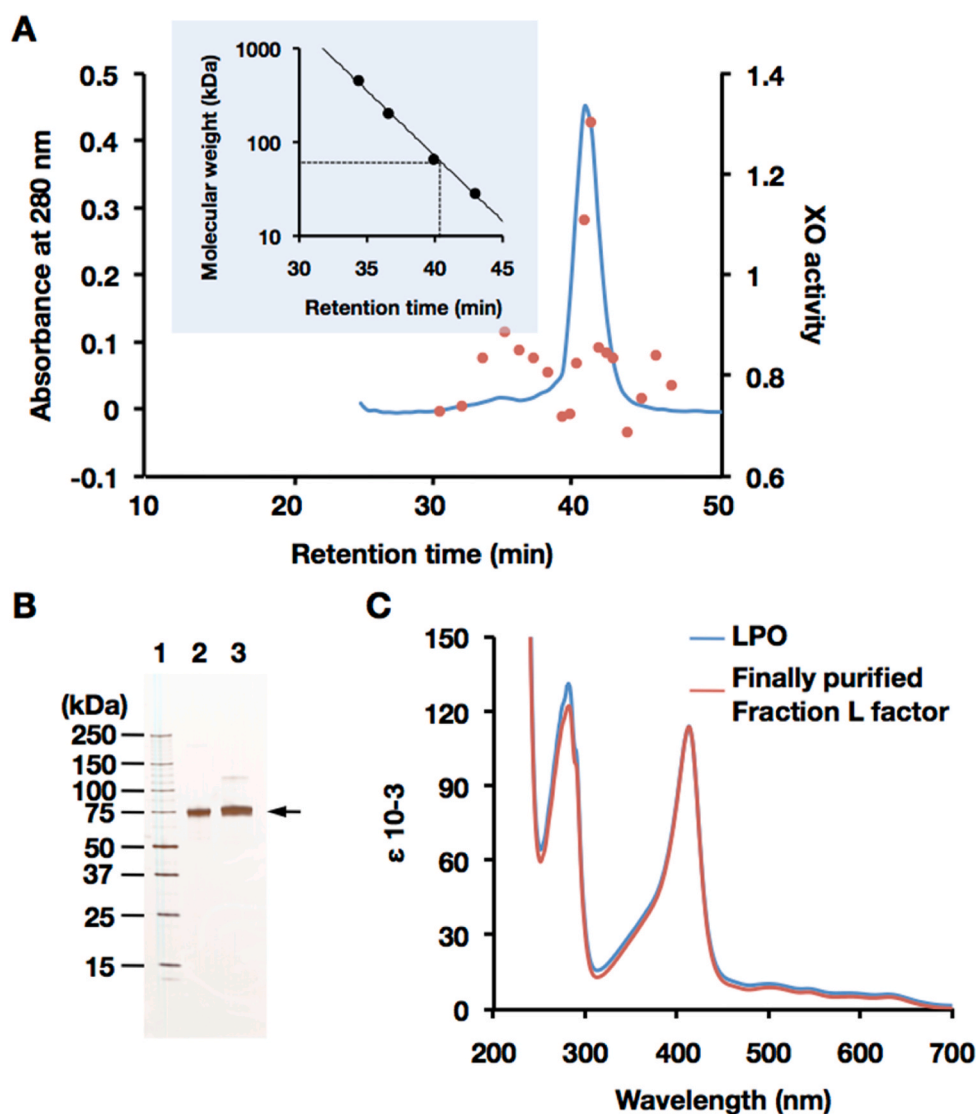 A
Absorbance at 280 nm
0.5
0.4
0.3
0.2
0.1
0
-0.1
10
20
30
40
50
Retention time (min)
1.4
1.2
1
0.8
0.6
XO activity
Molecular weight (kDa)
1000
100
10
30
35
40
45
Retention time (min)
B
1 2 3
(kDa)
250
150
100
75
50
37
25
15
C
ε 10-3
150
120
90
60
30
0
200
300
400
500
600
700
Wavelength (nm)
LPO
Finally purified
Fraction L factor